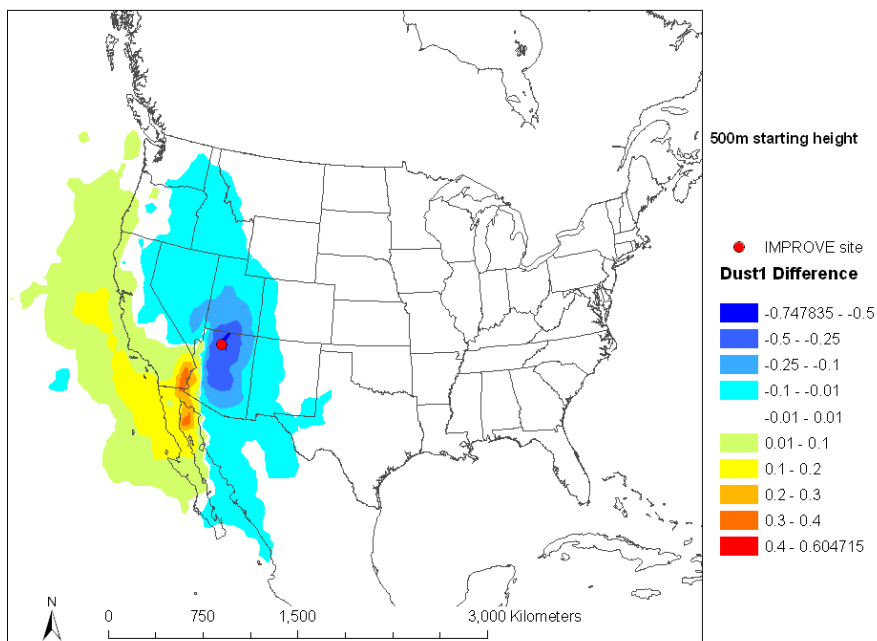 500m starting height
IMPROVE site
Dust1 Difference
-0.747835 - -0.5
-0.5 - -0.25
-0.25 - -0.1
-0.1 - -0.01
-0.01 - 0.01
0.01 - 0.1
0.1 - 0.2
0.2 - 0.3
0.3 - 0.4
0.4 - 0.604715
N
0 750 1,500 3,000 Kilometers